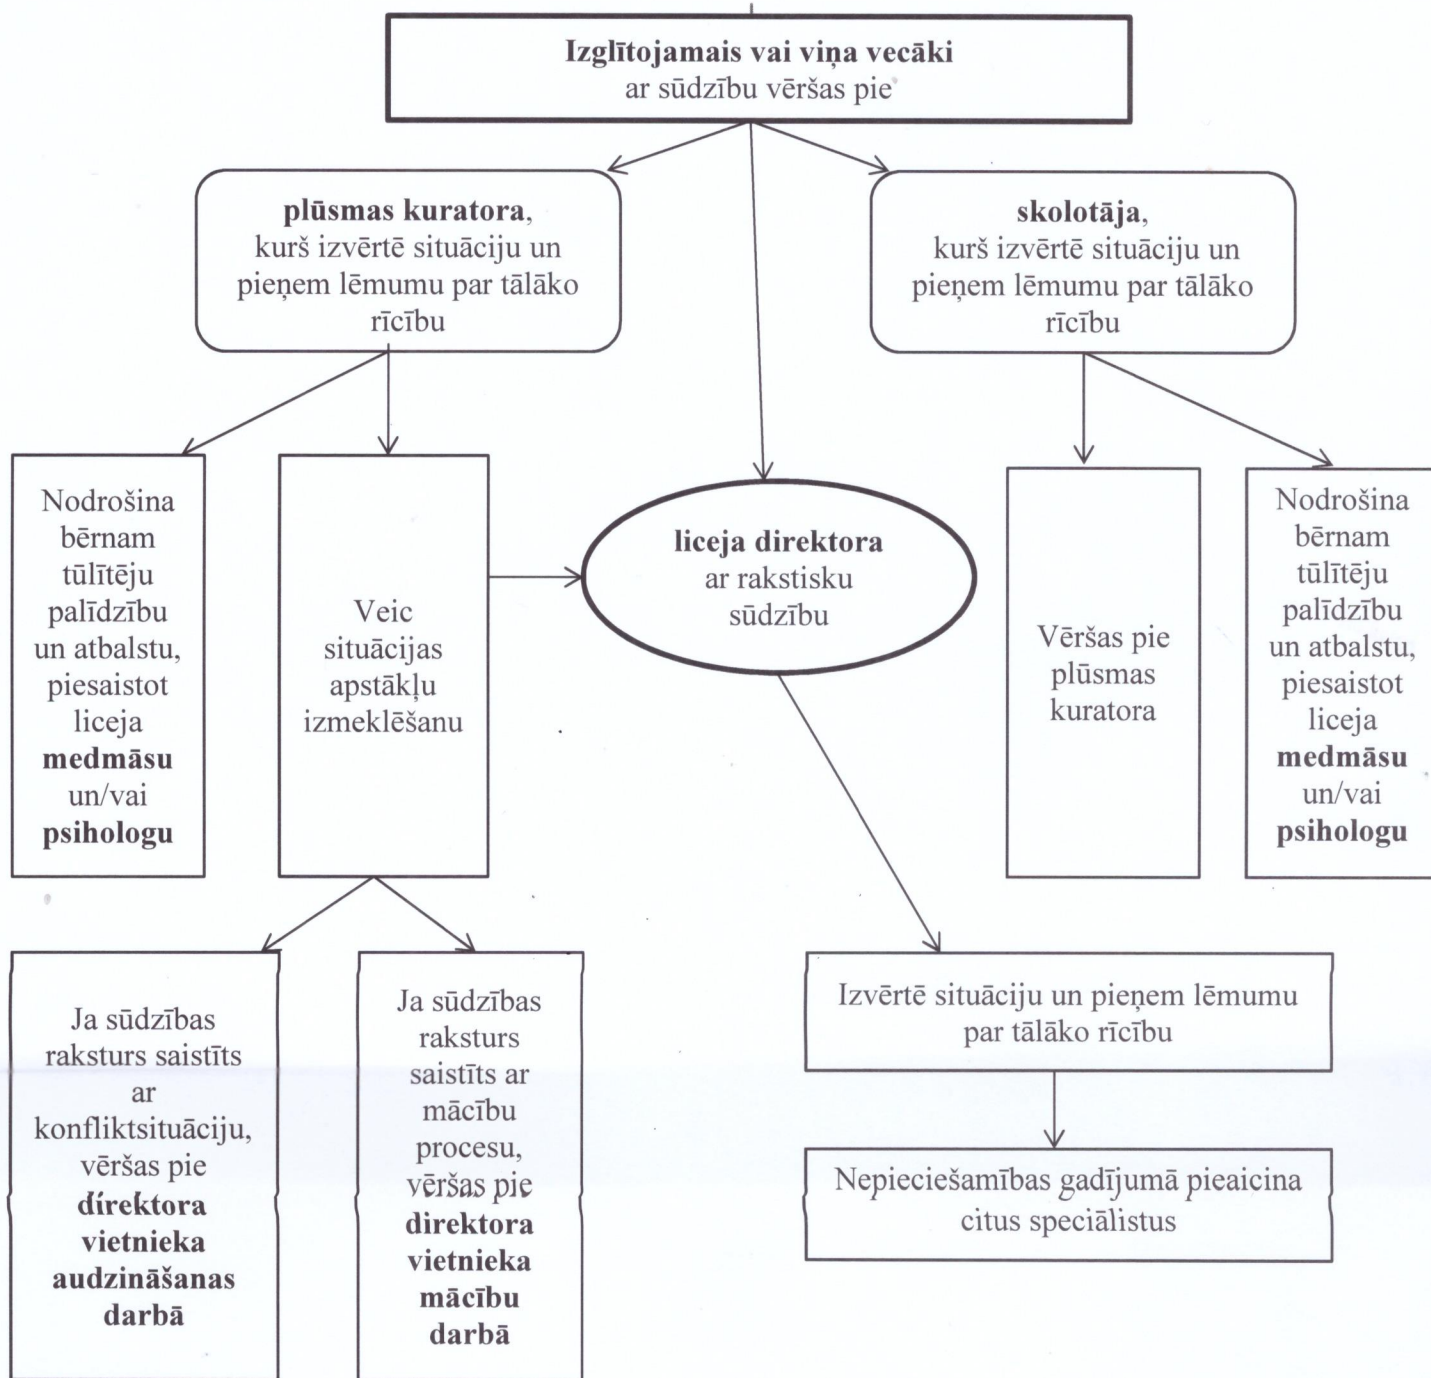 Izglītojamais vai viņa vecāki
ar sūdzību vēršas pie
plūsmas kuratora,
kurš izvērtē situāciju un
pieņem lēmumu par tālāko
rīcību
skolotāja,
kurš izvērtē situāciju un
pieņem lēmumu par tālāko
rīcību
Nodrošina
bērnam
tūlītēju
palīdzību
un atbalstu,
piesaistot
liceja
medmāsu
un/vai
psihologu
Veic
situācijas
apstākļu
izmeklēšanu
liceja direktora
ar rakstisku
sūdzību
Vēršas pie
plūsmas
kuratora
Nodrošina
bērnam
tūlītēju
palīdzību
un atbalstu,
piesaistot
liceja
medmāsu
un/vai
psihologu
Ja sūdzības
raksturs saistīts
ar
konfliktsituāciju,
vēršas pie
direktora
vietnieka
audzināšanas
darbā
Ja sūdzības
raksturs
saistīts ar
mācību
procesu,
vēršas pie
direktora
vietnieka
mācību
darbā
Izvērtē situāciju un pieņem lēmumu
par tālāko rīcību
Nepieciešamības gadījumā pieaicina
citus speciālistus